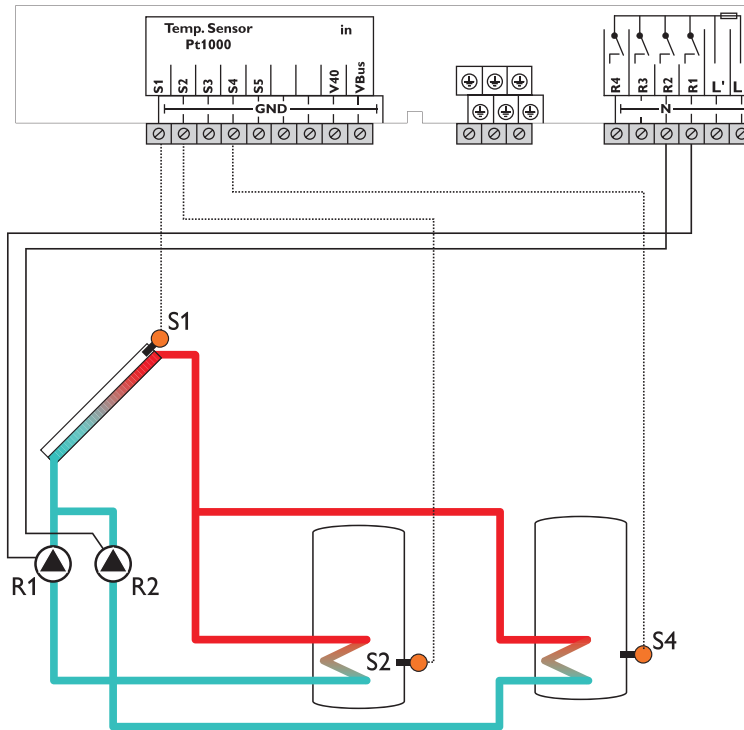 Temp. Sensor in
Pt1000
S1 S2 S3 S4 S5 V40 VBus
GND
R4 R3 R2 R1 L' L
N
S1
R1 R2
S2
S4